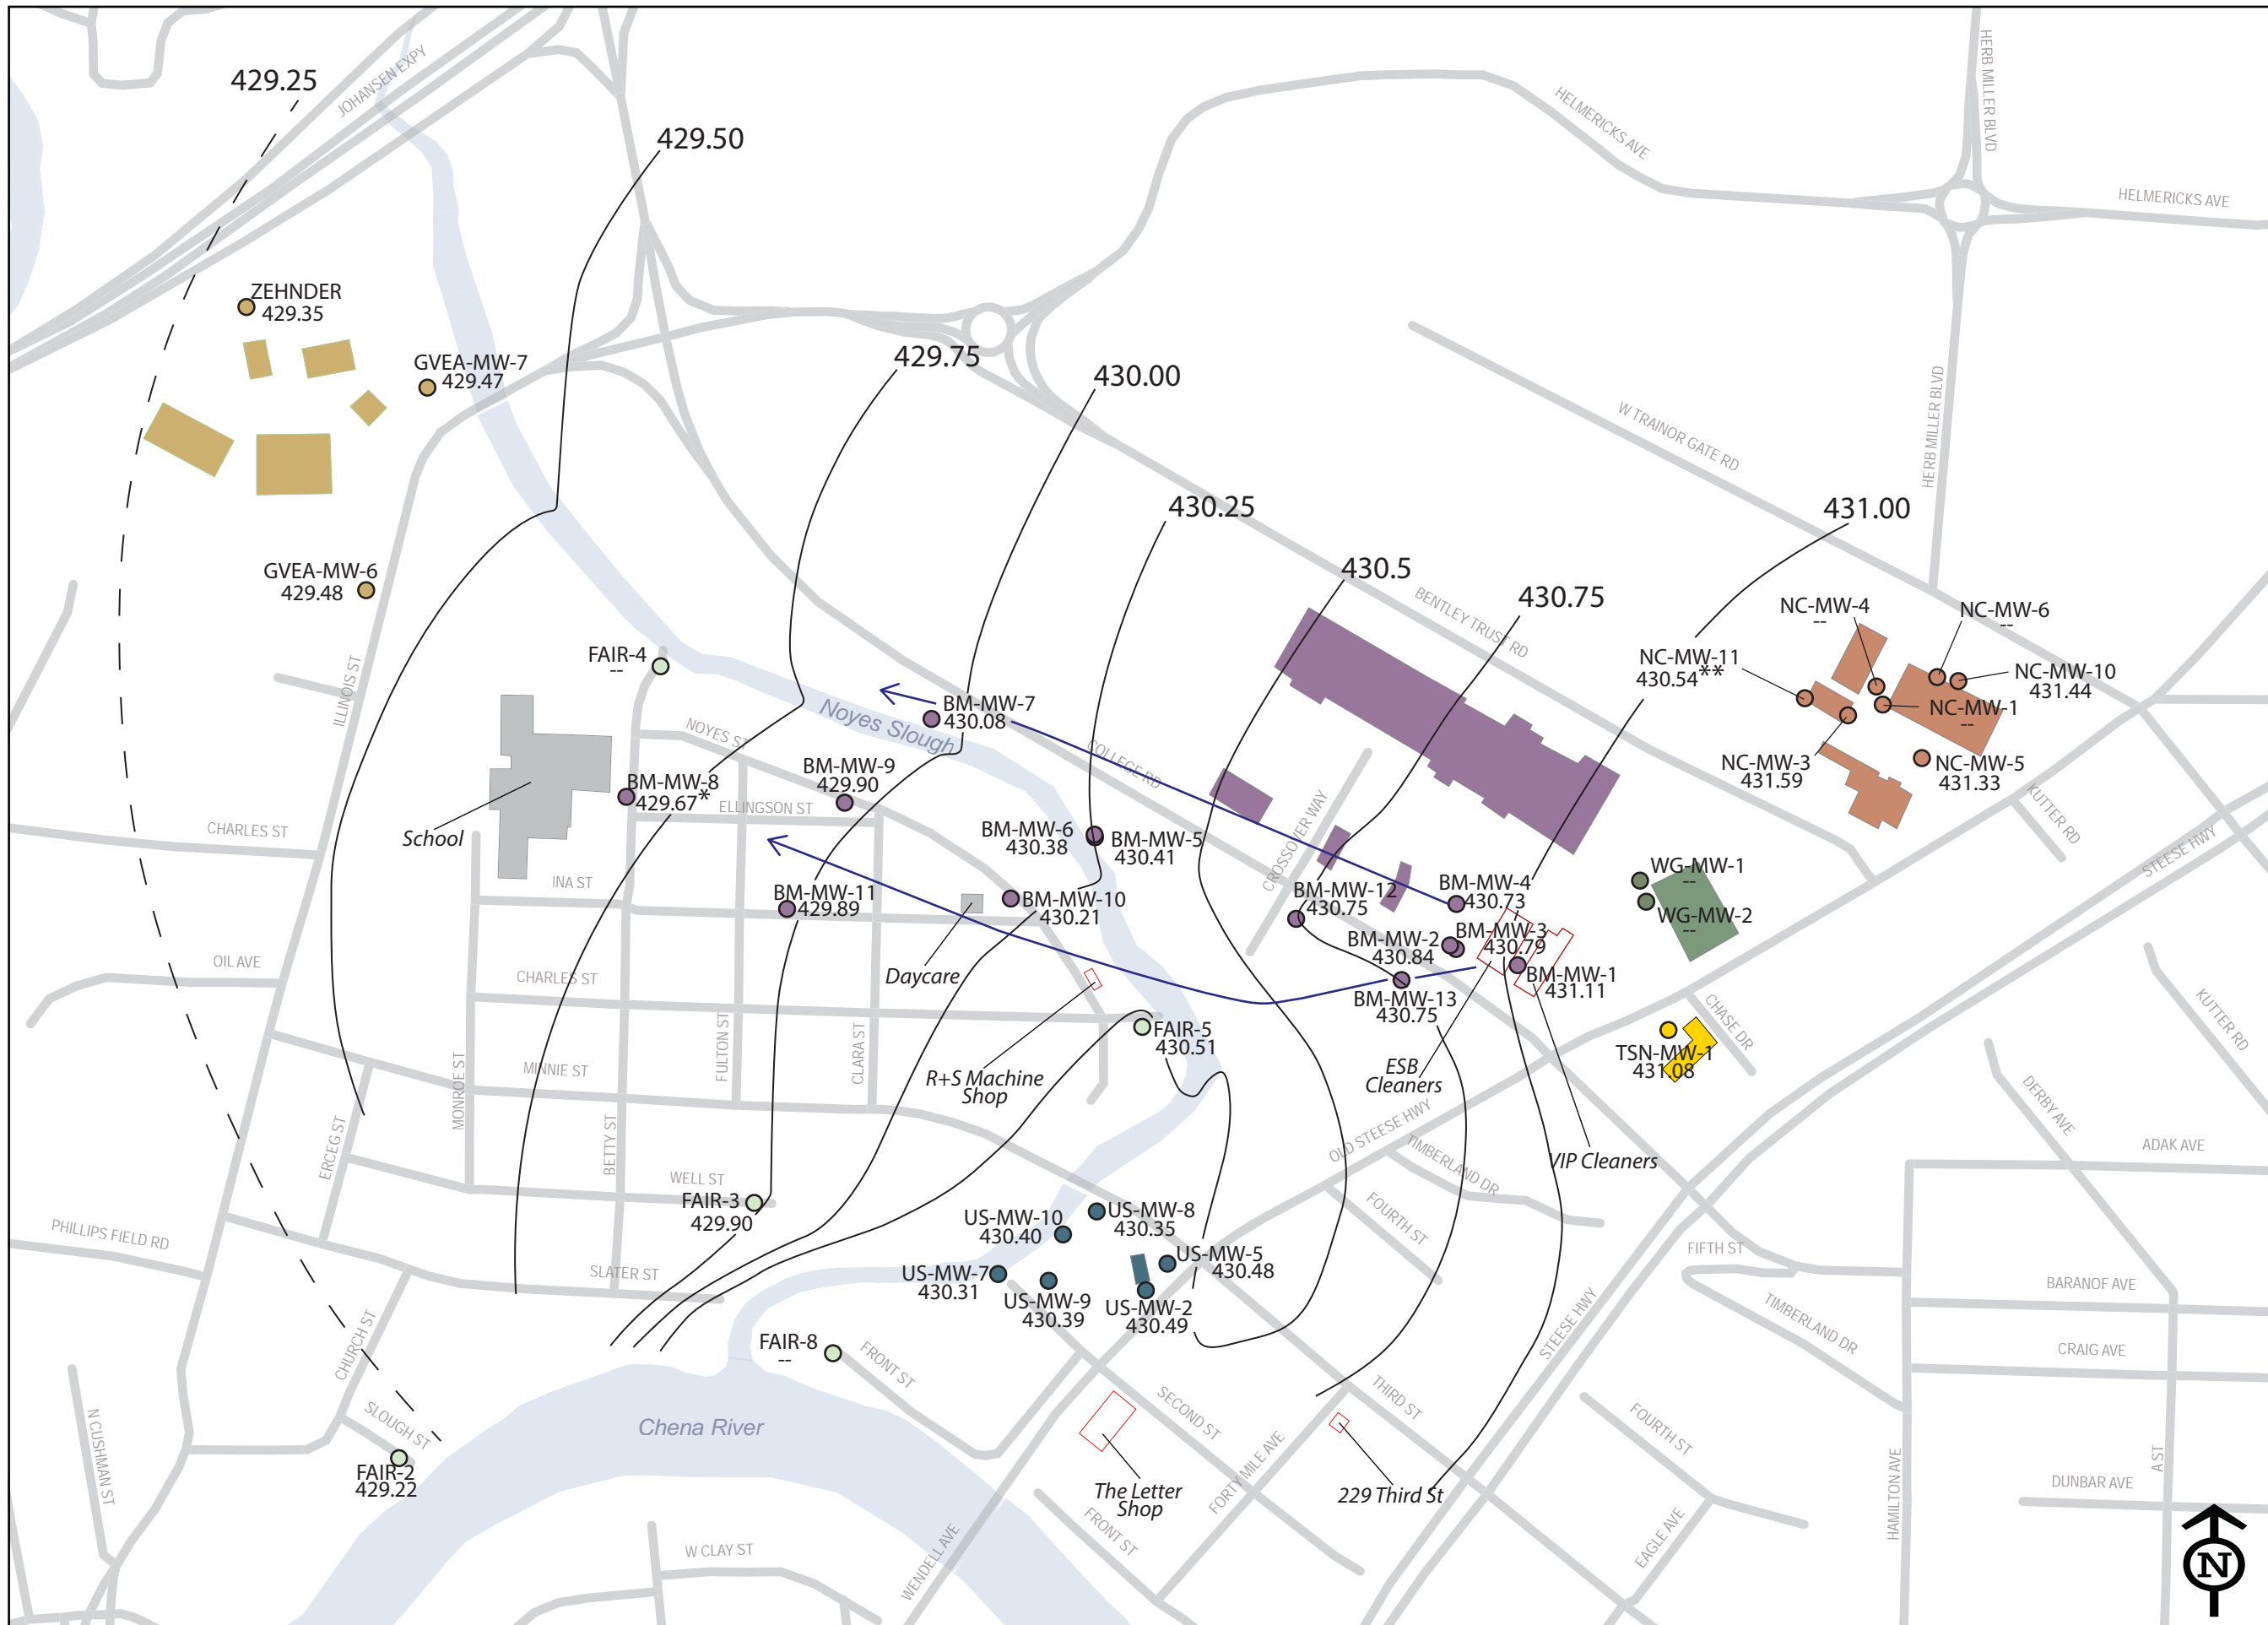 429.25
JOHANSEN EXPY
429.50
HERB MILLER BLVD
HELMERICKS AVE
HELMERICKS AVE
ZEHNDER
429.35
GVEA-MW-7
429.47
429.75
430.00
HERB MILLER BLVD
W TRAINOR GATE RD
430.25
431.00
430.5
430.75
GVEA-MW-6
429.48
BENTLEY TRUST RD
NC-MW-4
--
NC-MW-6
--
FAIR-4
--
NC-MW-11
430.54**
NC-MW-10
431.44
ILLINOIS ST
BM-MW-7
430.08
NC-MW-1
--
Noyes Slough
NOYES ST
COLLEGE RD
NC-MW-3
431.59
NC-MW-5
431.33
BM-MW-8
429.67*
BM-MW-9
429.90
ELLINGSON ST
KUTTER RD
STEESE HWY
School
CHARLES ST
BM-MW-6
430.38
BM-MW-5
430.41
CROSSOVER WAY
WG-MW-1
--
INA ST
BM-MW-11
429.89
BM-MW-10
430.21
BM-MW-12
430.75
BM-MW-4
430.73
WG-MW-2
--
BM-MW-2
430.84
BM-MW-3
430.79
OIL AVE
CHARLES ST
Daycare
BM-MW-1
431.11
BM-MW-13
430.75
CHASE DR
KUTTER RD
FULTON ST
CLARA ST
FAIR-5
430.51
TSN-MW-1
431.08
MONROE ST
MINNIE ST
R+S Machine
Shop
ESB
Cleaners
DERBY AVE
OLD STEESE HWY
ERCEG ST
BETTY ST
TIMBERLAND DR
VIP Cleaners
ADAK AVE
WELL ST
FAIR-3
429.90
US-MW-10
430.40
US-MW-8
430.35
FOURTH ST
PHILLIPS FIELD RD
FIFTH ST
SLATER ST
US-MW-7
430.31
US-MW-5
430.48
BARANOF AVE
US-MW-9
430.39
US-MW-2
430.49
TIMBERLAND DR
CHURCH ST
FAIR-8
--
FRONT ST
STEESE HWY
CRAIG AVE
SLOUGH ST
Chena River
SECOND ST
THIRD ST
FOURTH ST
N CUSHMAN ST
FAIR-2
429.22
FORTY MILE AVE
HAMILTON AVE
A ST
DUNBAR AVE
The Letter
Shop
229 Third St
FRONT ST
EAGLE AVE
W CLAY ST
WENDELL AVE
N